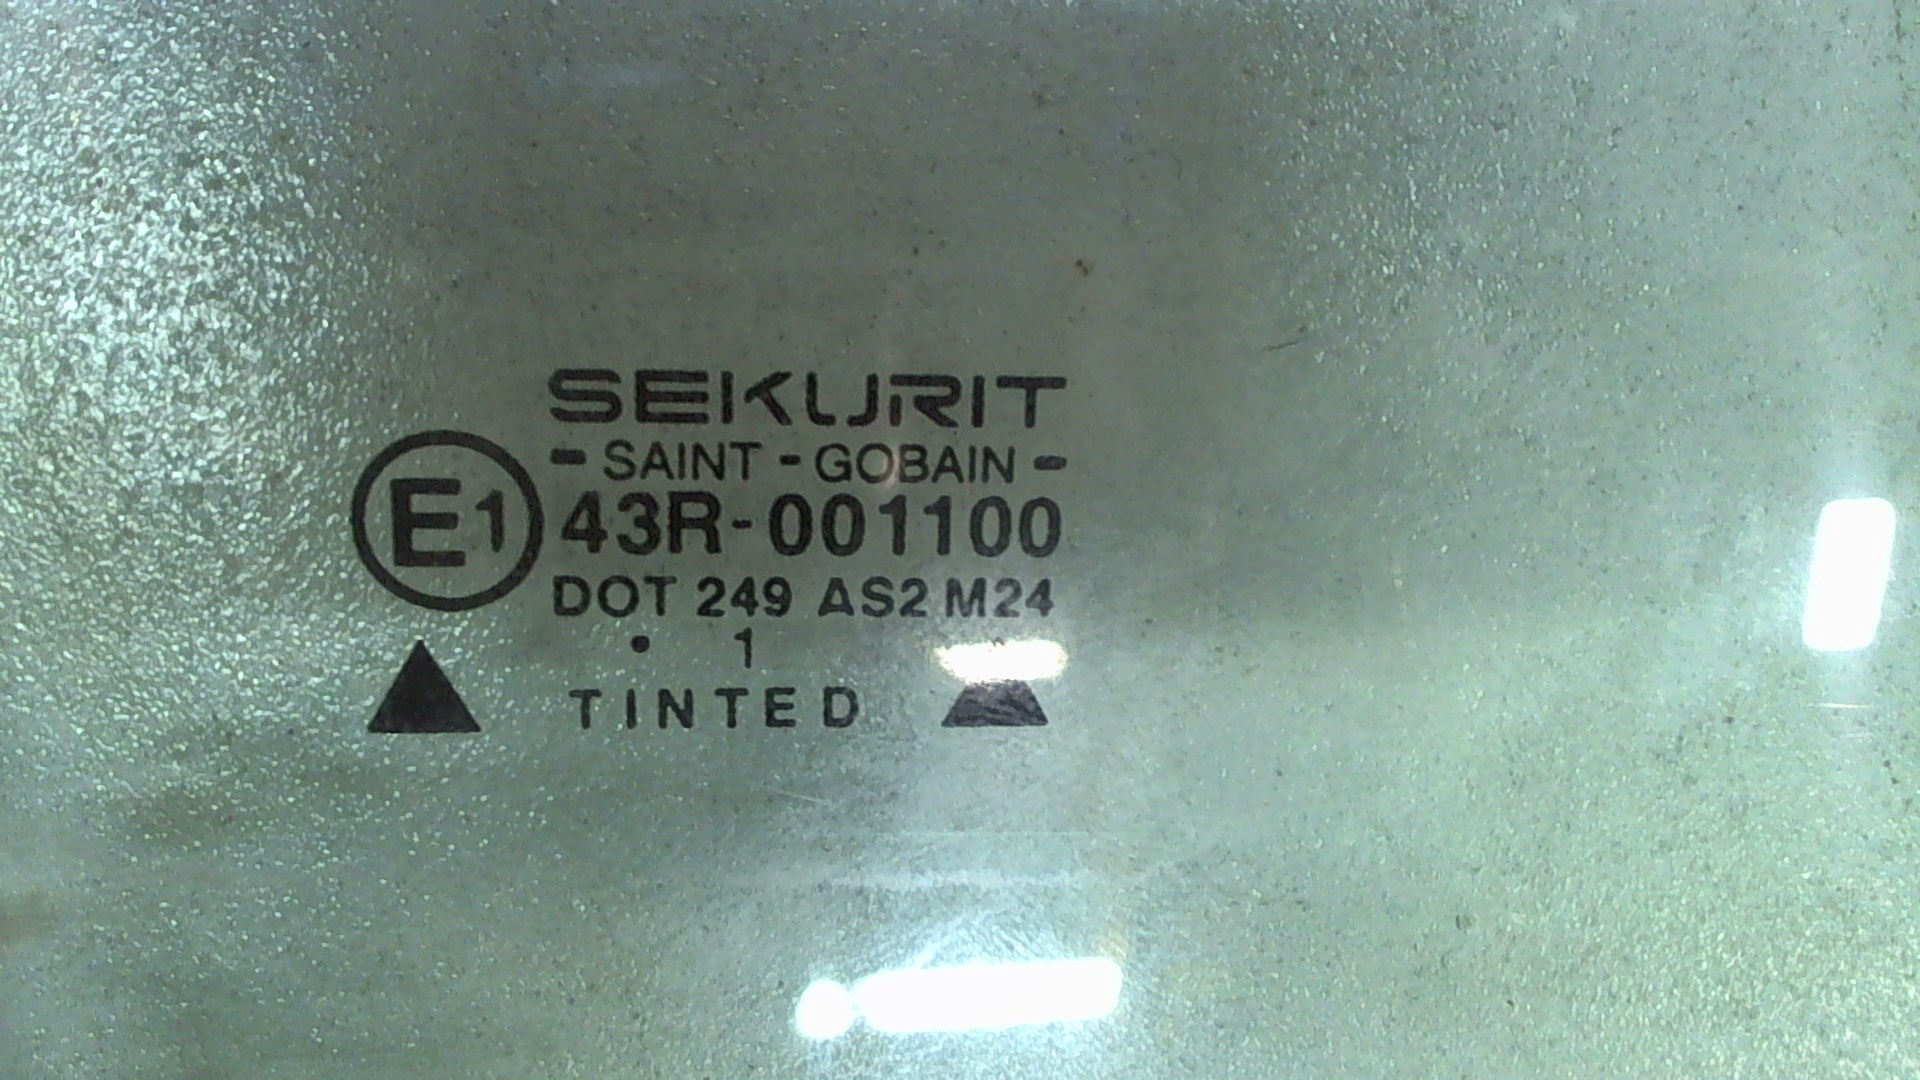 SEKURIT
- SAINT - GOBAIN -
E1 43R-001100
DOT 249 AS2 M24
• 1
TINTED